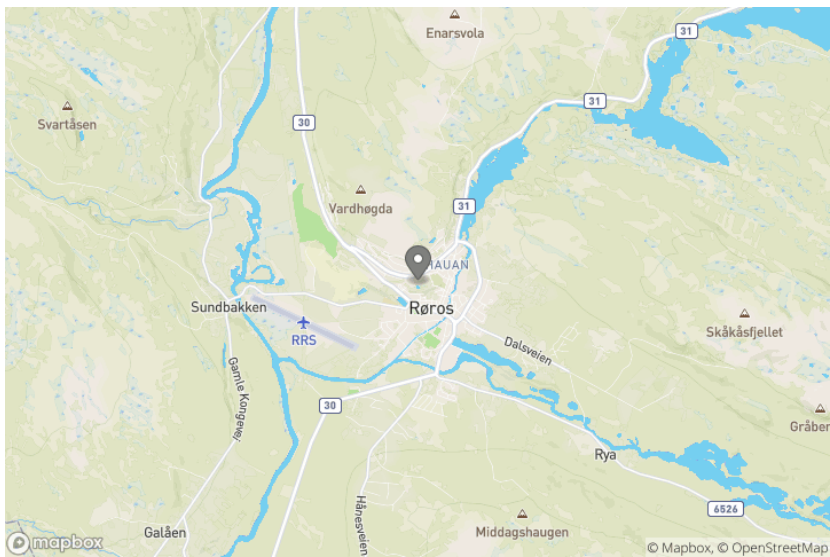 Enarsvola
31
31
Svartåsen
30
Vardhøgda
31
HAUAN
Sundbakken
Røros
RRS
Dalsveien
Skåkåsfjellet
Gamle Kongevei
30
Gråber
Rya
Hånesveien
6526
Galåen
Middagshaugen
mapbox
© Mapbox, © OpenStreetMap